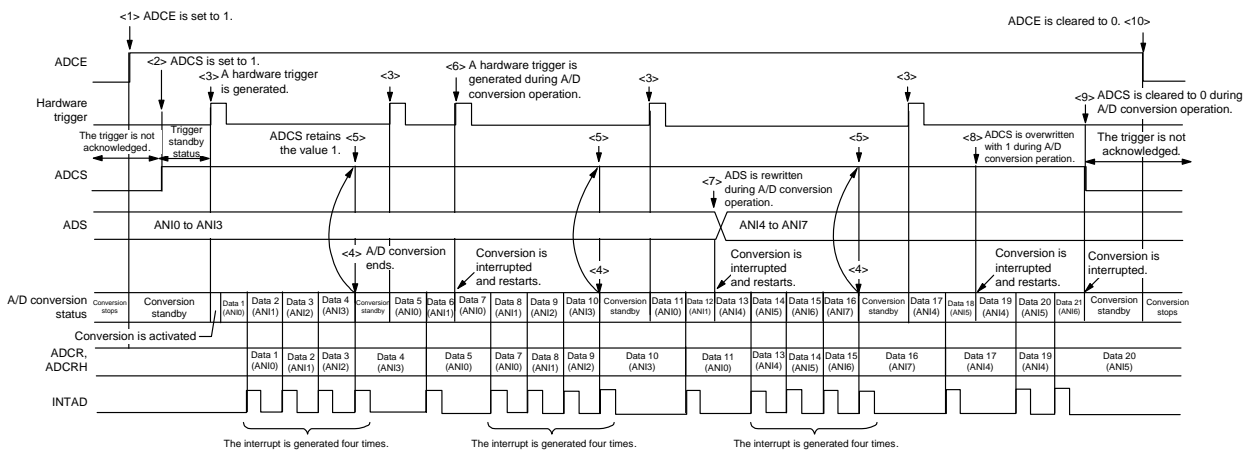 <1> ADCE is set to 1.
ADCE is cleared to 0. <10>
ADCE
<2> ADCS is set to 1.
<3> A hardware trigger
is generated.
<3>
<6> A hardware trigger is
generated during A/D
conversion operation.
<3>
<3>
<9> ADCS is cleared to 0 during
A/D conversion operation.
Hardware
trigger
The trigger is not
acknowledged.
Trigger
standby
status
ADCS retains
the value 1.
<5>
<5>
<5>
<8> ADCS is overwritten
with 1 during A/D
conversion peration.
The trigger is not
acknowledged.
ADCS
<7> ADS is rewritten
during A/D conversion
operation.
ADS
ANI0 to ANI3
ANI4 to ANI7
<4> A/D conversion
ends.
Conversion is
interrupted
and restarts.
<4>
Conversion is
interrupted
and restarts.
<4>
Conversion is
interrupted
and restarts.
Conversion is
interrupted.
A/D conversion
status
Conversion
stops
Conversion
standby
Data 1
(ANI0)
Data 2
(ANI1)
Data 3
(ANI2)
Data 4
(ANI3)
Conversion
standby
Data 5
(ANI0)
Data 6
(ANI1)
Data 7
(ANI0)
Data 8
(ANI1)
Data 9
(ANI2)
Data 10
(ANI3)
Conversion
standby
Data 11
(ANI0)
Data 12
(ANI1)
Data 13
(ANI4)
Data 14
(ANI5)
Data 15
(ANI6)
Data 16
(ANI7)
Conversion
standby
Data 17
(ANI4)
Data 18
(ANI5)
Data 19
(ANI4)
Data 20
(ANI5)
Data 21
(ANI6)
Conversion
standby
Conversion
stops
Conversion is activated
ADCR,
ADCRH
Data 1
(ANI0)
Data 2
(ANI1)
Data 3
(ANI2)
Data 4
(ANI3)
Data 5
(ANI0)
Data 7
(ANI0)
Data 8
(ANI1)
Data 9
(ANI2)
Data 10
(ANI3)
Data 11
(ANI0)
Data 13
(ANI4)
Data 14
(ANI5)
Data 15
(ANI6)
Data 16
(ANI7)
Data 17
(ANI4)
Data 19
(ANI4)
Data 20
(ANI5)
INTAD
The interrupt is generated four times.
The interrupt is generated four times.
The interrupt is generated four times.